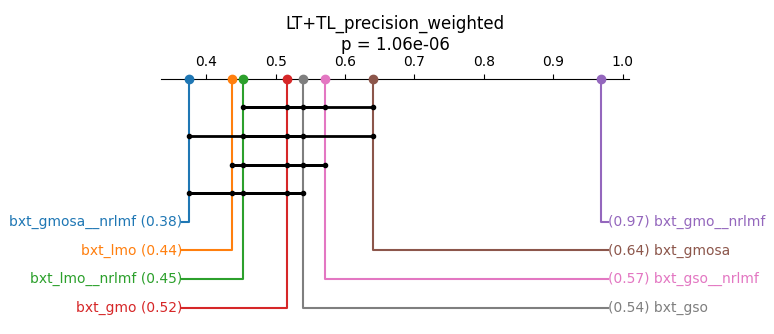 LT+TL_precision_weighted
p = 1.06e-06
0.4 0.5 0.6 0.7 0.8 0.9 1.0
bxt_gmosa__nrlmf (0.38) (0.97) bxt_gmo__nrlmf
bxt_lmo (0.44) (0.64) bxt_gmosa
bxt_lmo__nrlmf (0.45) (0.57) bxt_gso__nrlmf
bxt_gmo (0.52) (0.54) bxt_gso